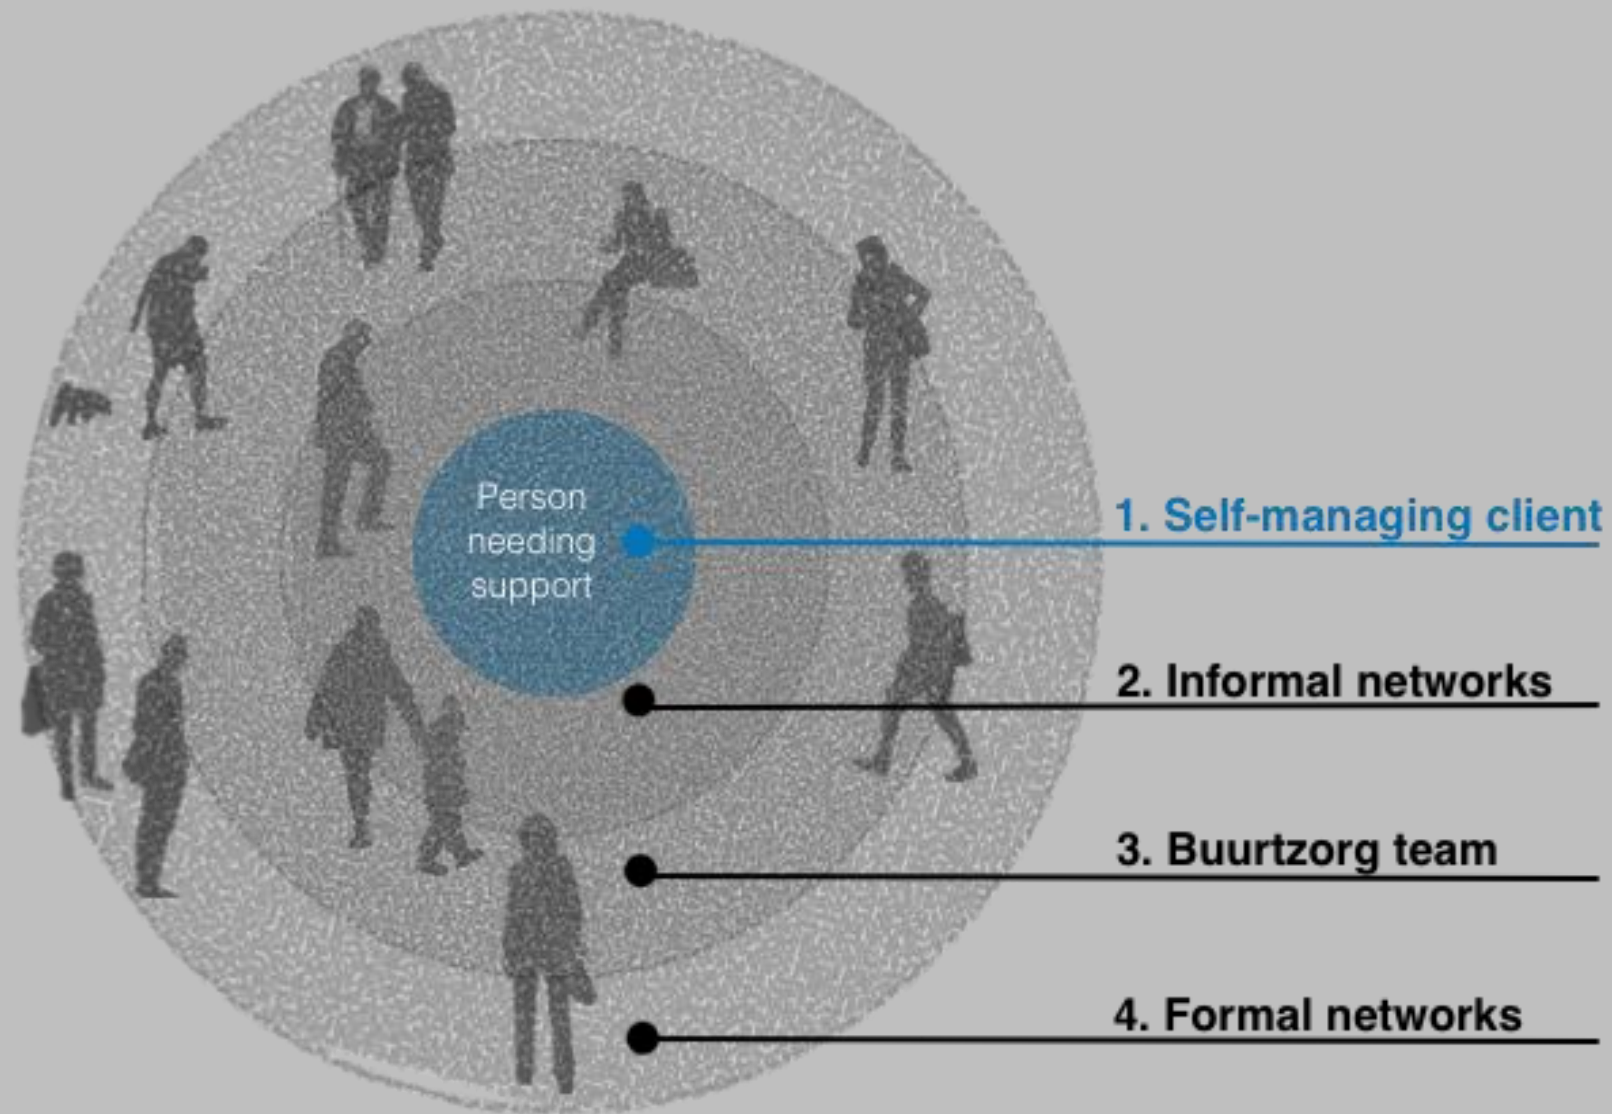 Person
needing
support
1. Self-managing client
2. Informal networks
3. Buurtzorg team
4. Formal networks